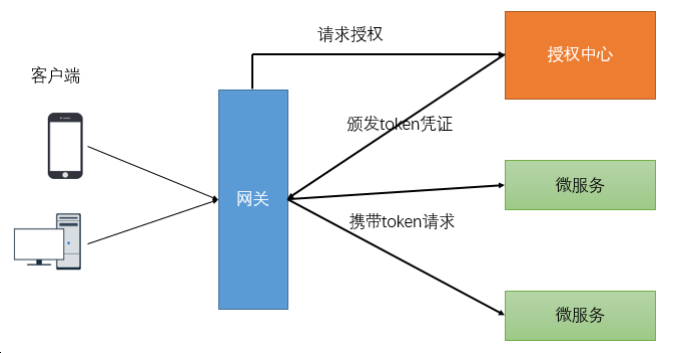 请求授权
授权中心
客户端
颁发token凭证
网关
微服务
携带token请求
微服务